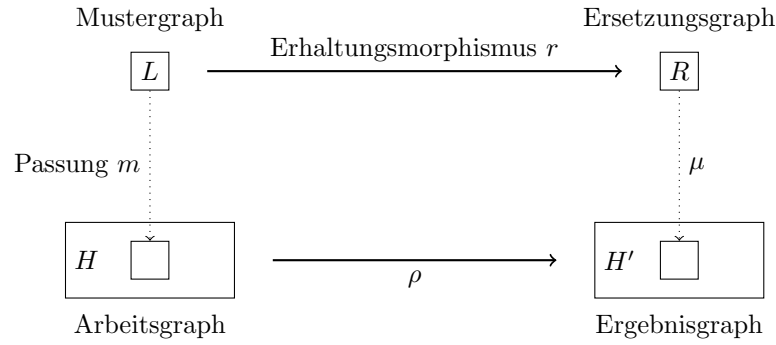 Mustergraph
Ersetzungsgraph
Erhaltungsmorphismus r
L
R
Passung m
μ
H
H′
ρ
Arbeitsgraph
Ergebnisgraph